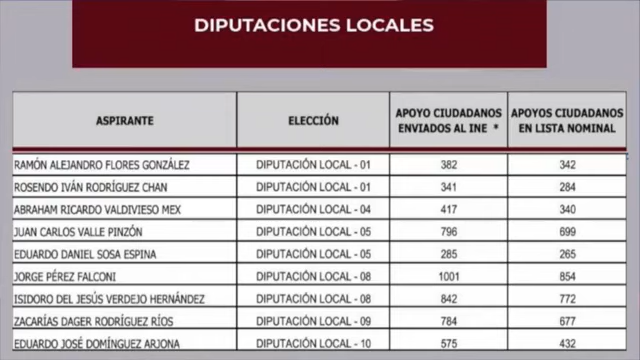 DIPUTACIONES LOCALES
ASPIRANTE ELECCIÓN APOYO CIUDADANOS ENVIADOS AL INE * APOYOS CIUDADANOS EN LISTA NOMINAL
RAMÓN ALEJANDRO FLORES GONZÁLEZ DIPUTACIÓN LOCAL - 01 382 342
ROSENDO IVÁN RODRÍGUEZ CHAN DIPUTACIÓN LOCAL - 01 341 284
ABRAHAM RICARDO VALDIVIESO MEX DIPUTACIÓN LOCAL - 04 417 340
JUAN CARLOS VALLE PINZÓN DIPUTACIÓN LOCAL - 05 796 699
EDUARDO DANIEL SOSA ESPINA DIPUTACIÓN LOCAL - 05 285 265
JORGE PÉREZ FALCONI DIPUTACIÓN LOCAL - 08 1001 854
ISIDORO DEL JESÚS VERDEJO HERNÁNDEZ DIPUTACIÓN LOCAL - 08 842 772
ZACARÍAS DAGER RODRÍGUEZ RÍOS DIPUTACIÓN LOCAL - 09 784 677
EDUARDO JOSÉ DOMÍNGUEZ ARJONA DIPUTACIÓN LOCAL - 10 575 432